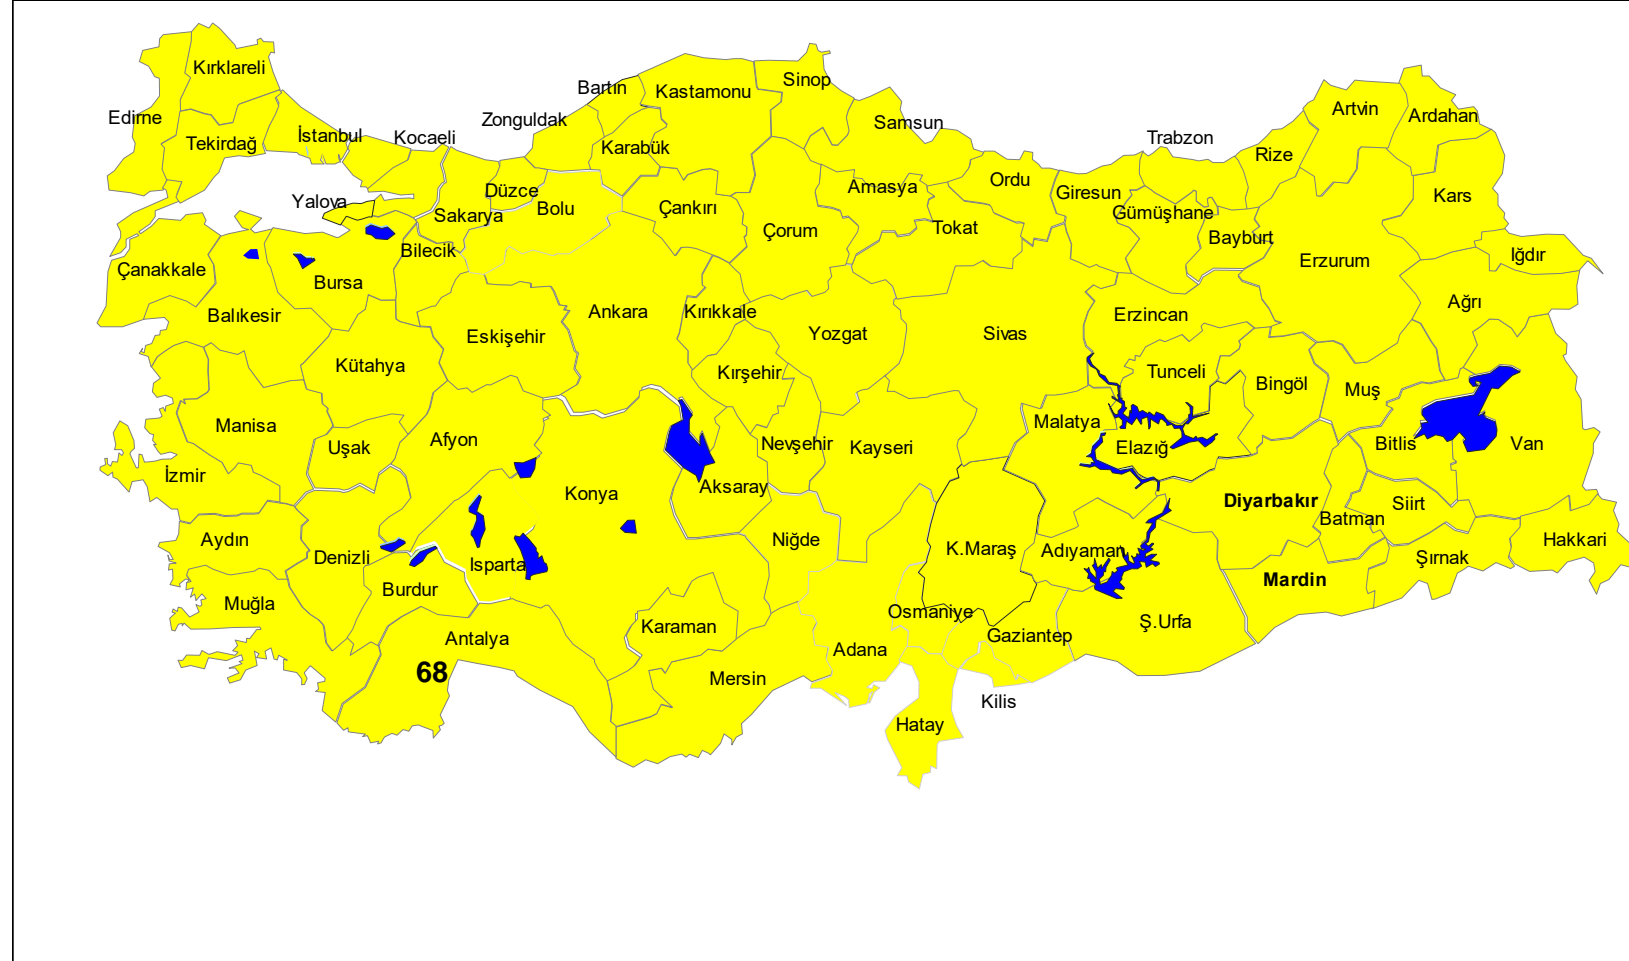 Kırklareli
Sinop
Bartın
Kastamonu
Artvin
Ardahan
Edirne
Zonguldak
Samsun
İstanbul
Kocaeli
Trabzon
Tekirdağ
Karabük
Rize
Ordu
Düzce
Amasya
Giresun
Kars
Yalova
Sakarya
Bolu
Çankırı
Gümüşhane
Tokat
Çorum
Bayburt
Bilecik
Iğdır
Çanakkale
Erzurum
Bursa
Ağrı
Balıkesir
Ankara
Kırıkkale
Erzincan
Eskişehir
Yozgat
Sivas
Kütahya
Kırşehir
Tunceli
Bingöl
Muş
Manisa
Malatya
Afyon
Uşak
Nevşehir
Kayseri
Elazığ
Bitlis
Van
İzmir
Konya
Aksaray
Diyarbakır
Siirt
Batman
Aydın
Niğde
Hakkari
Denizli
K.Maraş
Adıyaman
Şırnak
Isparta
Mardin
Burdur
Muğla
Osmaniye
Karaman
Ş.Urfa
Antalya
Gaziantep
Adana
68
Mersin
Kilis
Hatay